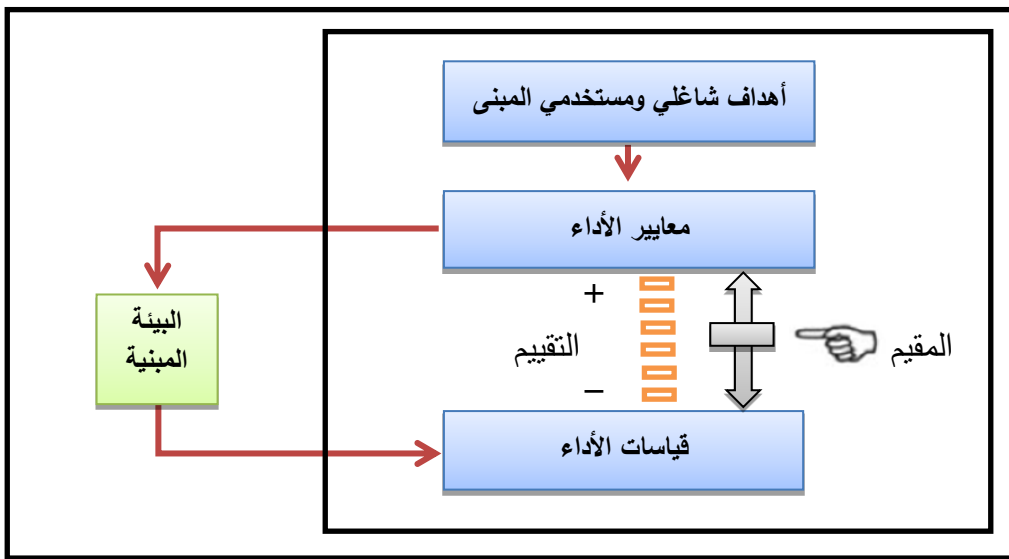 أهداف شاغلي ومستخدمي المبنى
معايير الأداء
+
البيئة
المبنية
التقييم
المقيم
–
قياسات الأداء